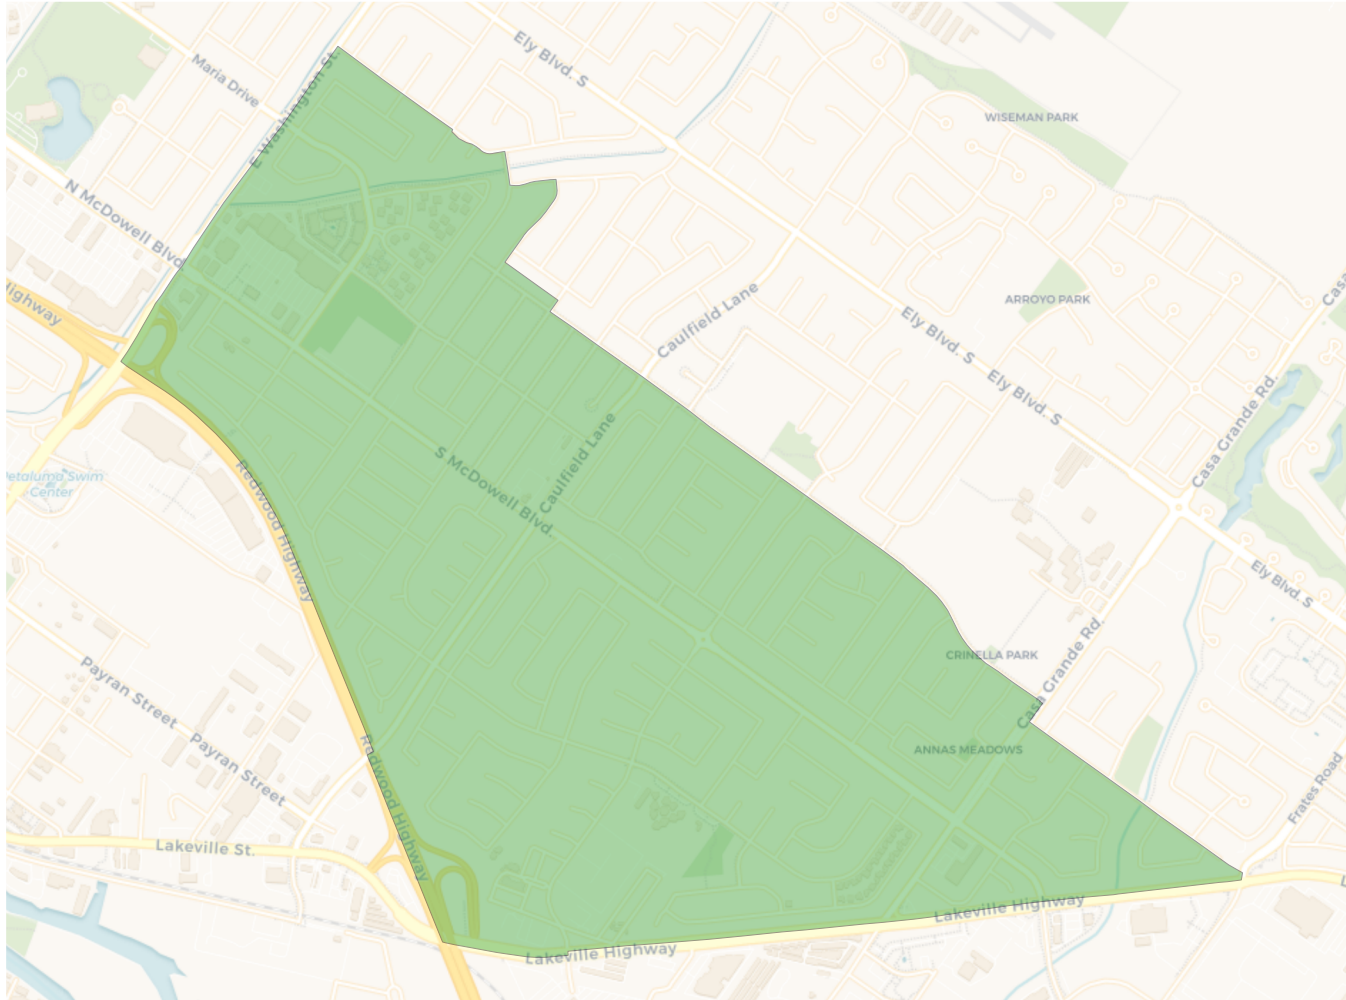 Ely Blvd. S
Maria Drive
E Washington St.
WISEMAN PARK
N McDowell Blvd.
Highway
ARROYO PARK
Casa
Caulfield Lane
Ely Blvd. S
Ely Blvd. S
Casa Grande Rd.
S McDowell Blvd.
Caulfield Lane
Petaluma Swim
Center
Redwood Highway
Ely Blvd. S
CRINELLA PARK
Casa Grande Rd.
Payran Street
Payran Street
ANNAS MEADOWS
Redwood Highway
Frates Road
Lakeville St.
Lakeville Highway
Lakeville Highway
L